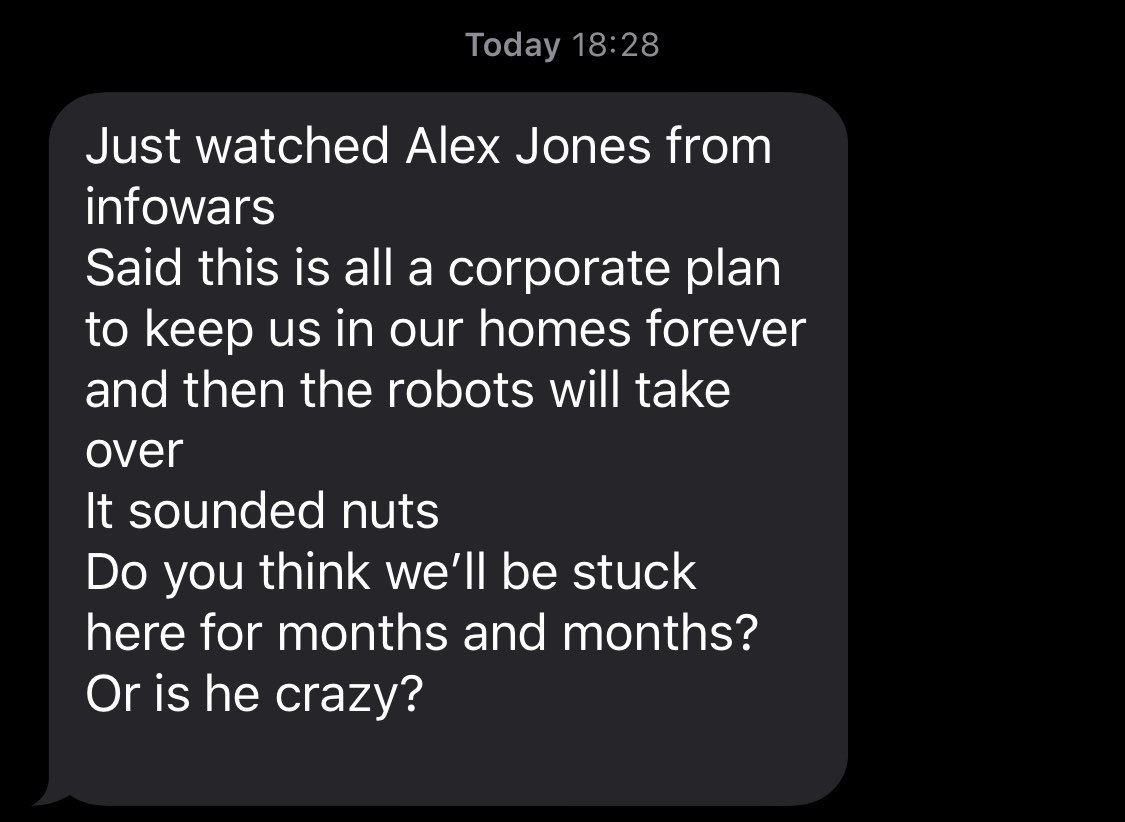 Today 18:28
Just watched Alex Jones from
infowars
Said this is all a corporate plan
to keep us in our homes forever
and then the robots will take
over
It sounded nuts
Do you think we’ll be stuck
here for months and months?
Or is he crazy?